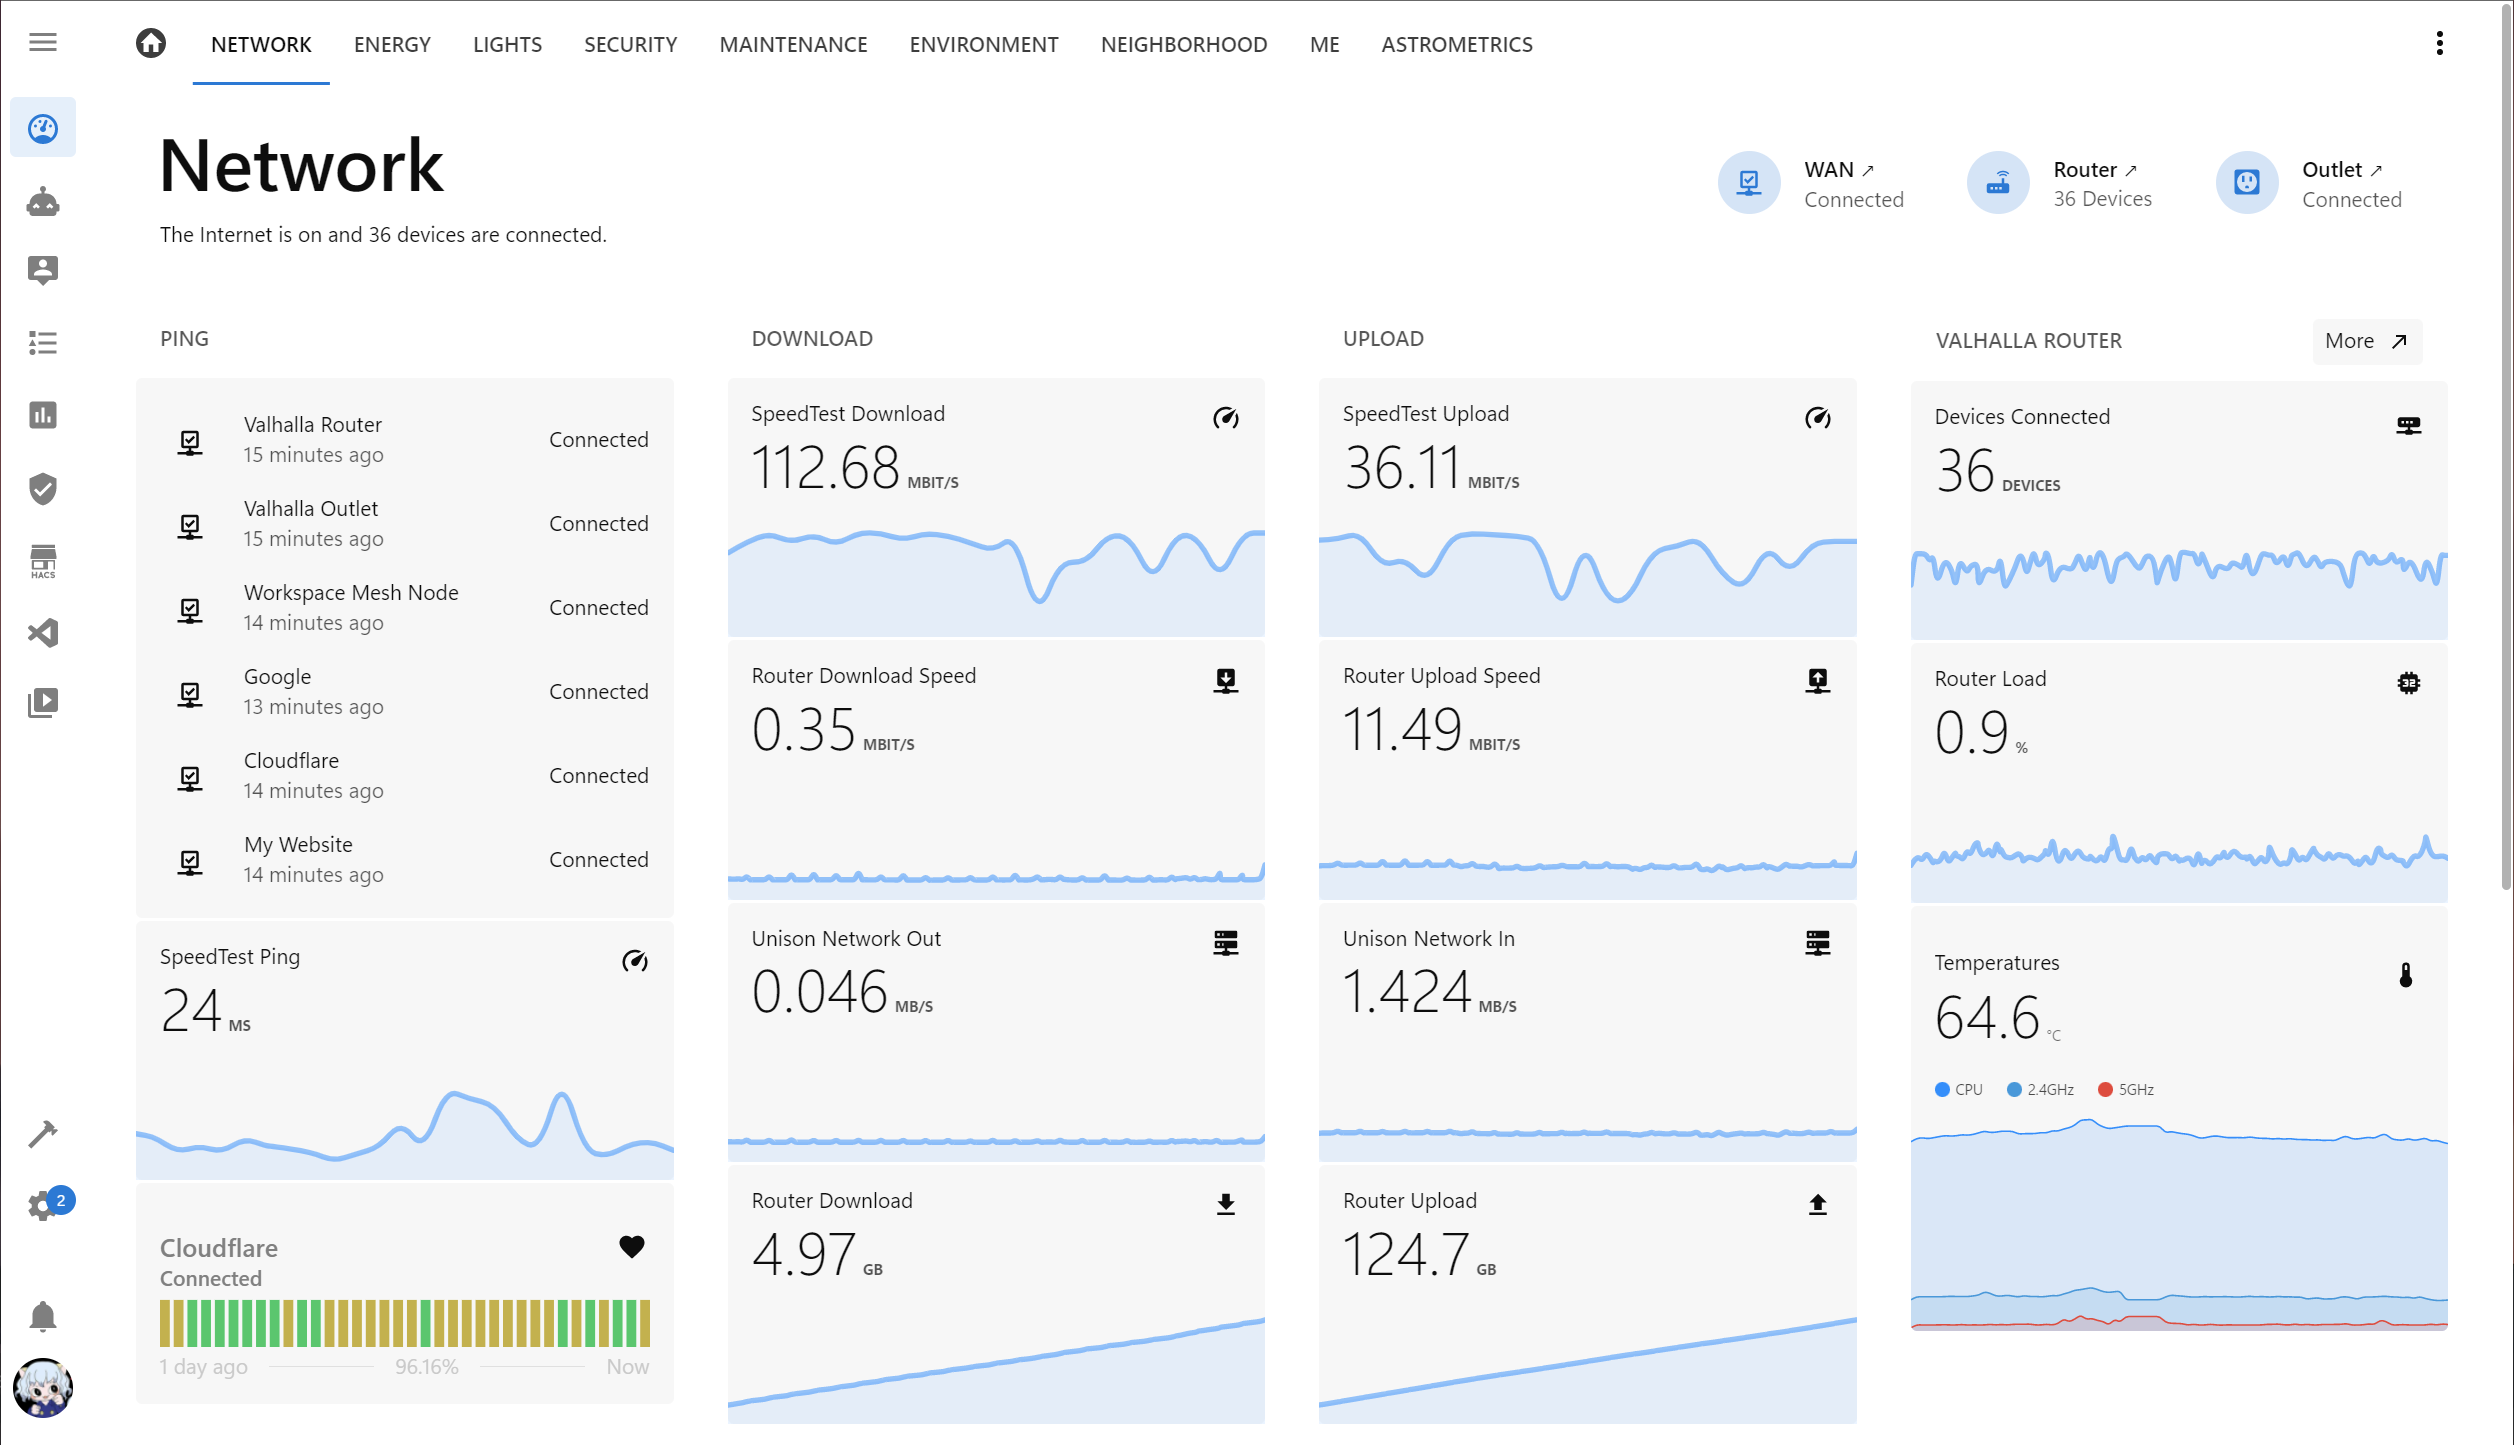 NETWORK ENERGY LIGHTS SECURITY MAINTENANCE ENVIRONMENT NEIGHBORHOOD ME ASTROMETRICS
HACS
2
Network
The Internet is on and 36 devices are connected.
WAN ↗
Connected
Router ↗
36 Devices
Outlet ↗
Connected
PING
Valhalla Router
15 minutes ago
Connected
Valhalla Outlet
15 minutes ago
Connected
Workspace Mesh Node
14 minutes ago
Connected
Google
13 minutes ago
Connected
Cloudflare
14 minutes ago
Connected
My Website
14 minutes ago
Connected
SpeedTest Ping
24 MS
Cloudflare
Connected
1 day ago 96.16% Now
DOWNLOAD
SpeedTest Download
112.68 MBIT/S
Router Download Speed
0.35 MBIT/S
Unison Network Out
0.046 MB/S
Router Download
4.97 GB
UPLOAD
SpeedTest Upload
36.11 MBIT/S
Router Upload Speed
11.49 MBIT/S
Unison Network In
1.424 MB/S
Router Upload
124.7 GB
VALHALLA ROUTER
More
Devices Connected
36 DEVICES
Router Load
32
0.9 %
Temperatures
64.6 °C
CPU 2.4GHz 5GHz